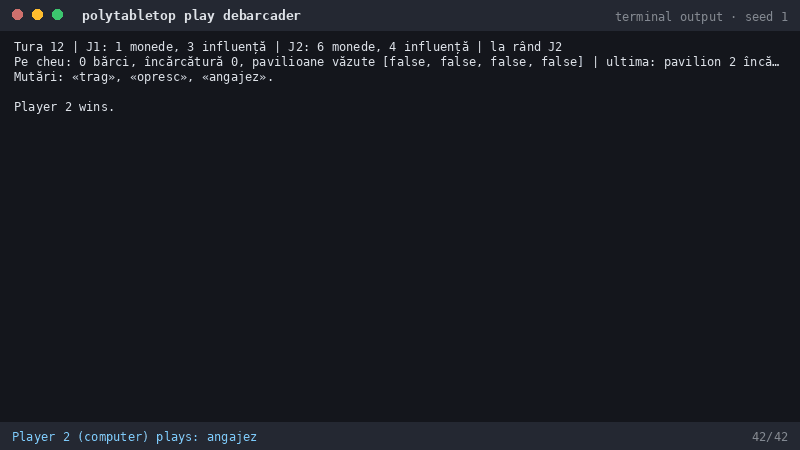 polytabletop play debarcader
terminal output · seed 1
Tura 12 | J1: 1 monede, 3 influență | J2: 6 monede, 4 influență | la rând J2
Pe cheu: 0 bărci, încărcătură 0, pavilioane văzute [false, false, false, false] | ultima: pavilion 2 încă…
Mutări: «trag», «opresc», «angajez».
Player 2 wins.
Player 2 (computer) plays: angajez
42/42